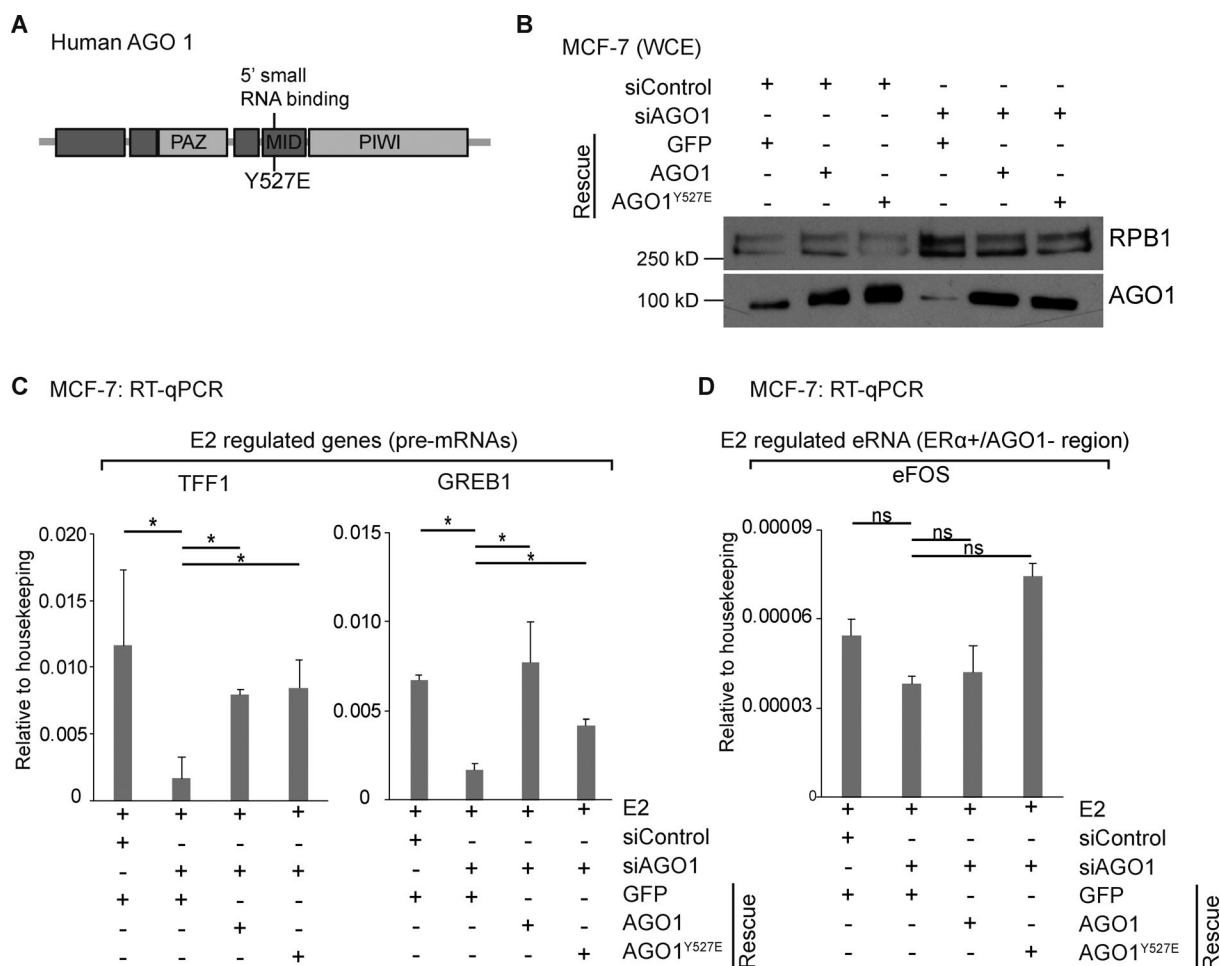 A
Human AGO 1
5' small
RNA binding
PAZ MID PIWI
Y527E
B
MCF-7 (WCE)
siControl + + + - - -
siAGO1 - - - + + +
GFP + - - + - -
AGO1 - + - - + -
AGO1Y527E - - + - - +
Rescue
RPB1
250 kD
100 kD
AGO1
C MCF-7: RT-qPCR
E2 regulated genes (pre-mRNAs)
TFF1
Relative to housekeeping
0.020
0.015
0.010
0.005
0
*
*
*
GREB1
0.015
0.010
0.005
0
*
*
*
+ + + + + + + + E2
+ - - - + - - - siControl
- + + + - + + + siAGO1
+ + - - + + - - GFP
- - + - - - + - AGO1
- - - + - - - + AGO1Y527E
Rescue
D MCF-7: RT-qPCR
E2 regulated eRNA (ERα+/AGO1- region)
eFOS
Relative to housekeeping
0.00009
0.00006
0.00003
0
ns
ns
ns
+ + + + E2
+ - - - siControl
- + + + siAGO1
+ + - - GFP
- - + - AGO1
- - - + AGO1Y527E
Rescue